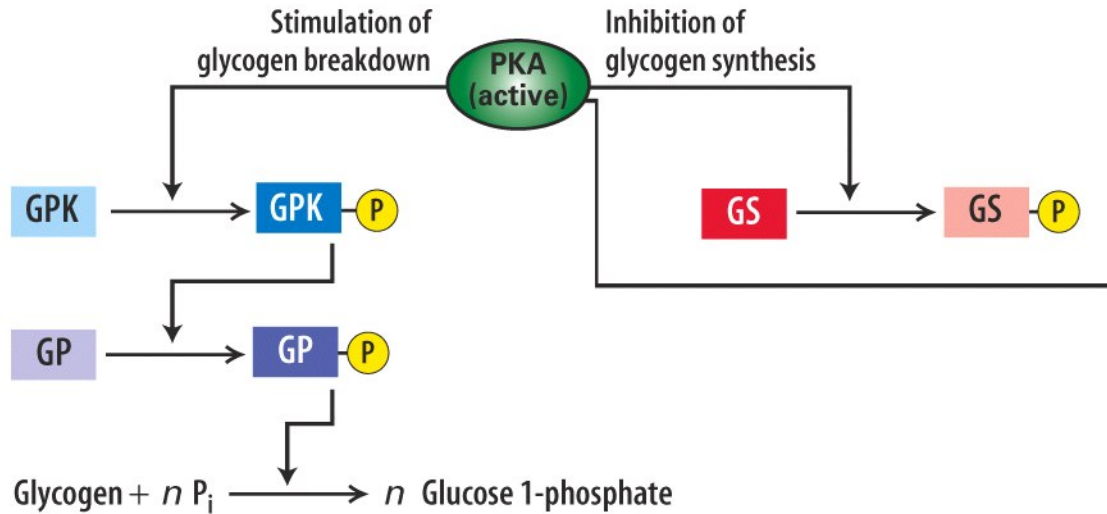 Stimulation of
glycogen breakdown
PKA
(active)
Inhibition of
glycogen synthesis
GPK
GPK
P
GS
GS
P
GP
GP
P
Glycogen + n Pi
n Glucose 1-phosphate